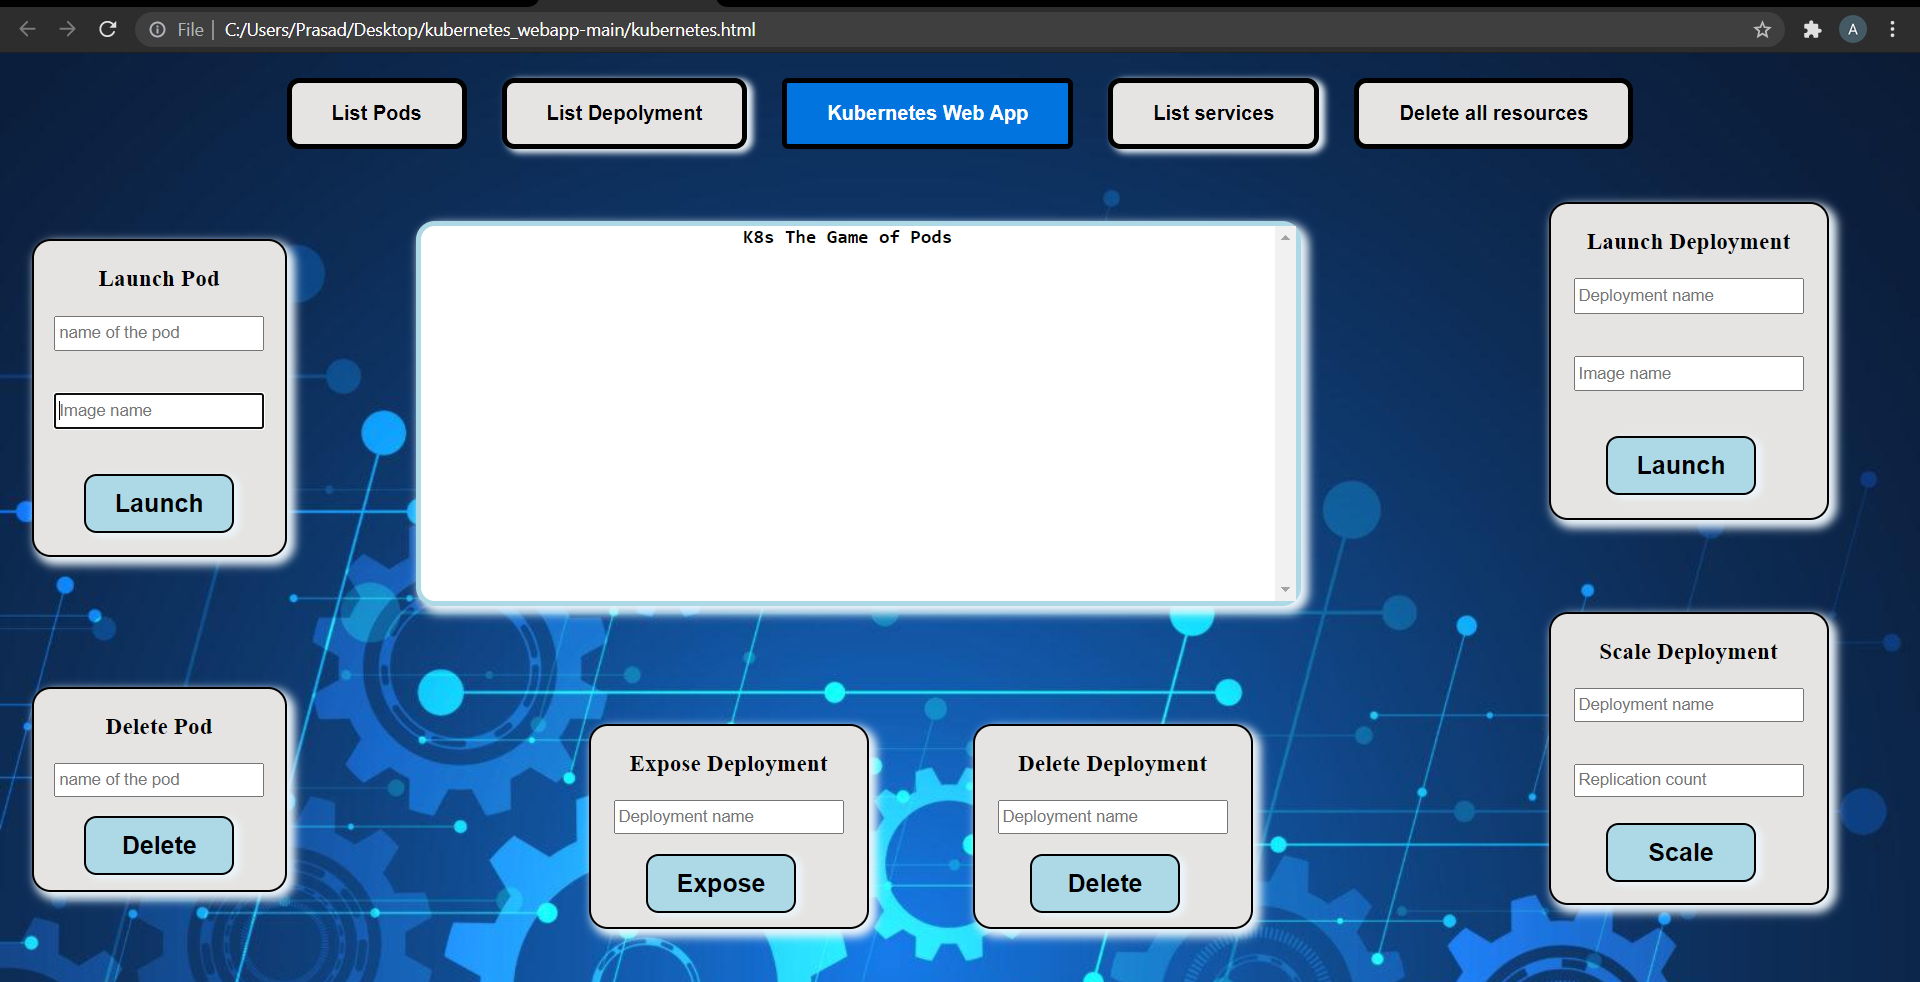 File
C:/Users/Prasad/Desktop/kubernetes_webapp-main/kubernetes.html
A
List Pods
List Depolyment
Kubernetes Web App
List services
Delete all resources
K8s The Game of Pods
Launch Pod
name of the pod
Image name
Launch
Launch Deployment
Deployment name
Image name
Launch
Delete Pod
name of the pod
Delete
Expose Deployment
Deployment name
Expose
Delete Deployment
Deployment name
Delete
Scale Deployment
Deployment name
Replication count
Scale